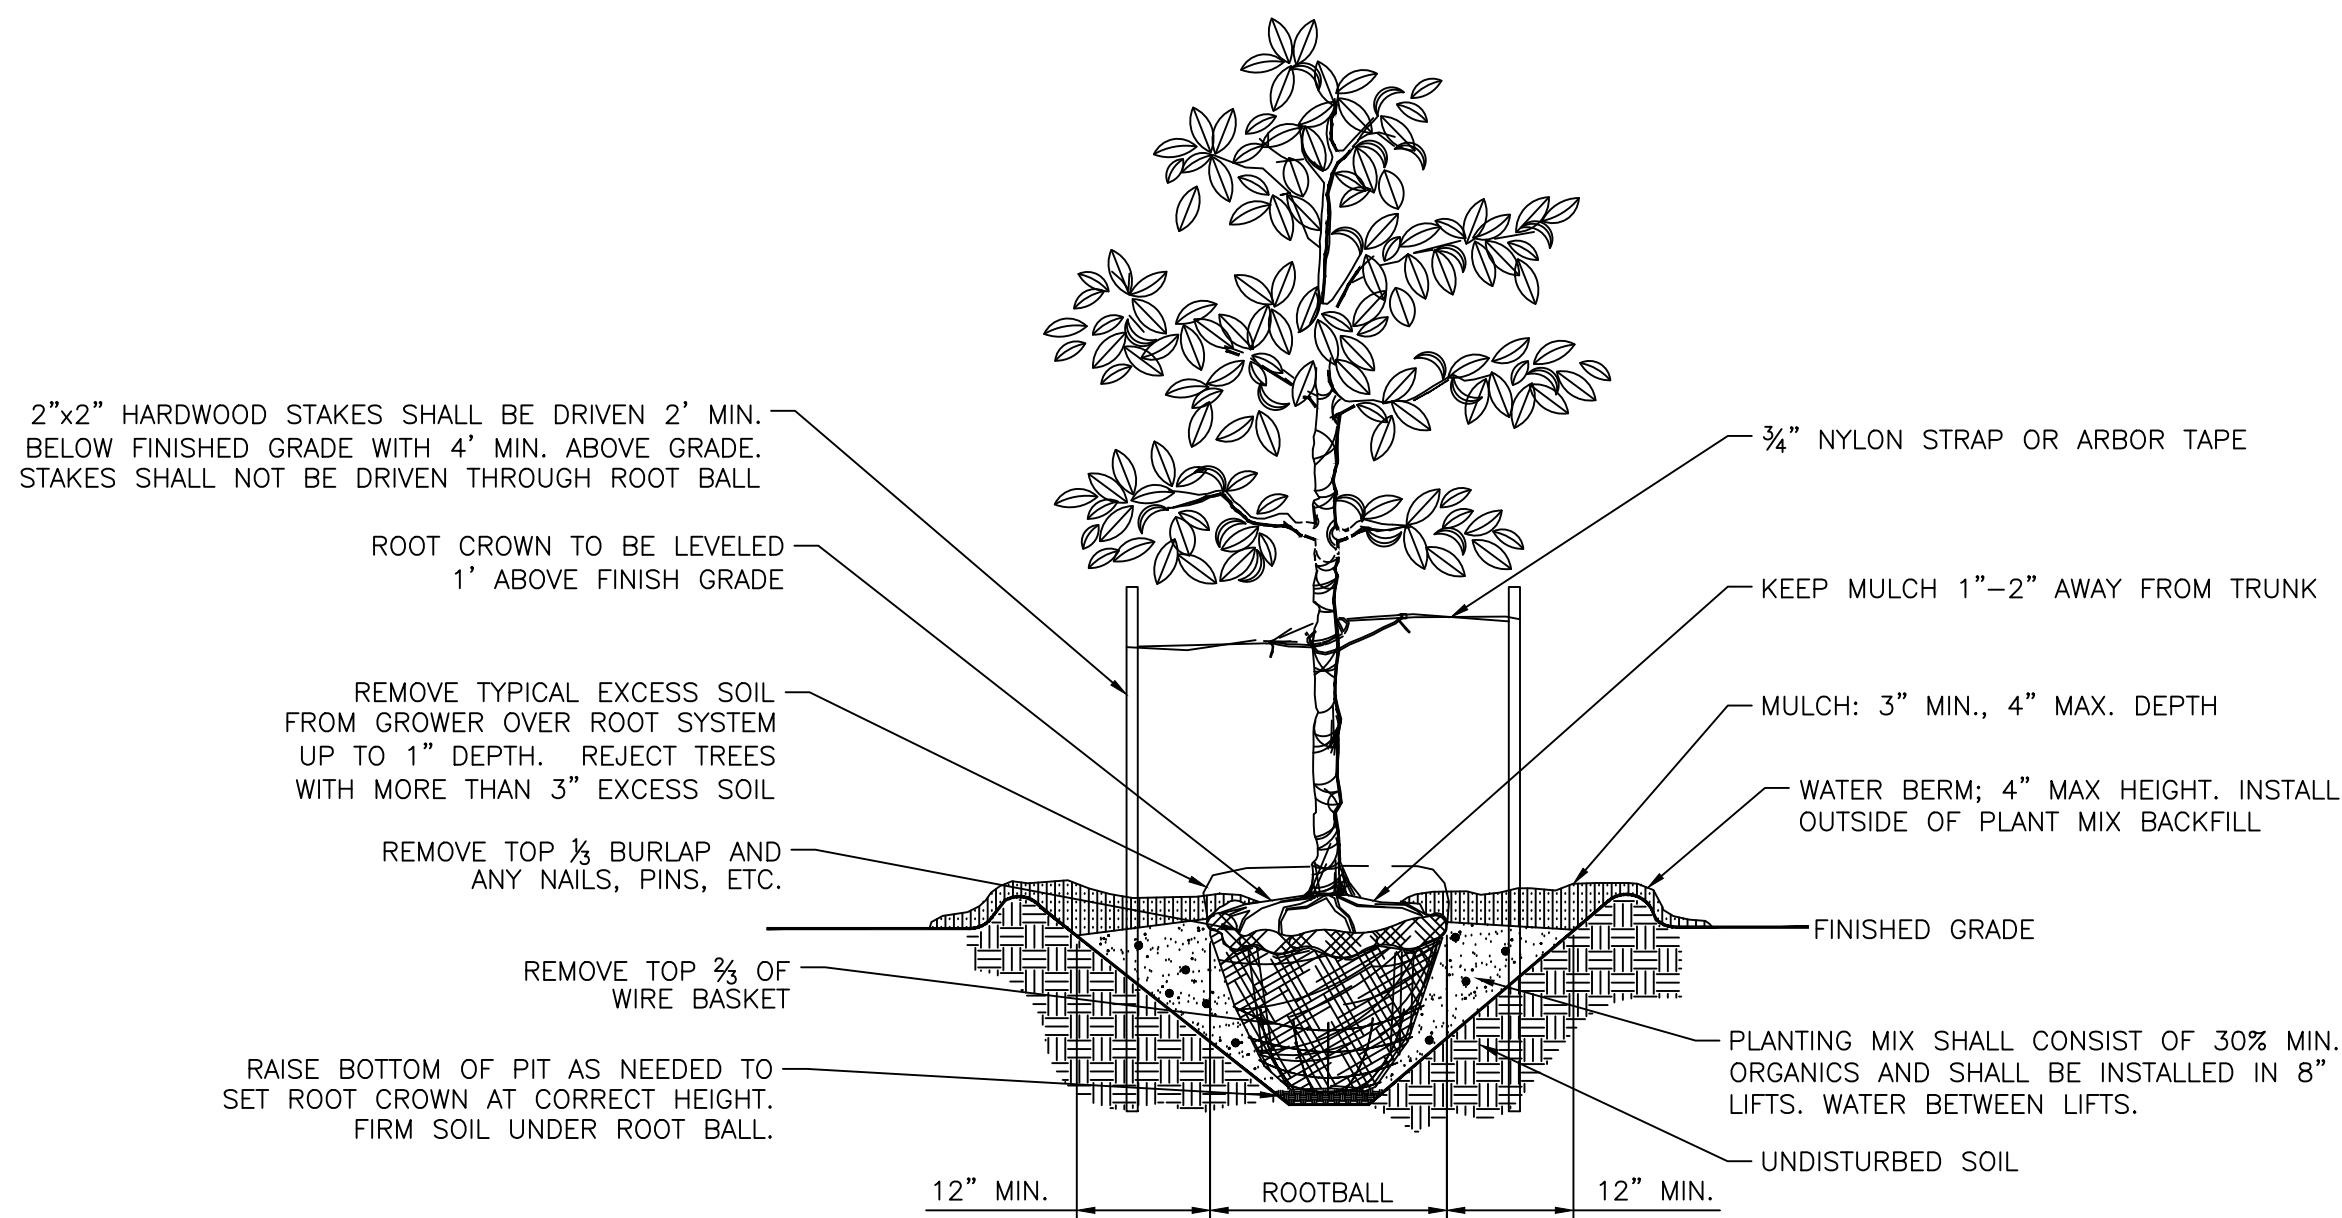 2”x2” HARDWOOD STAKES SHALL BE DRIVEN 2’ MIN.
BELOW FINISHED GRADE WITH 4’ MIN. ABOVE GRADE.
STAKES SHALL NOT BE DRIVEN THROUGH ROOT BALL
ROOT CROWN TO BE LEVELED
1’ ABOVE FINISH GRADE
REMOVE TYPICAL EXCESS SOIL
FROM GROWER OVER ROOT SYSTEM
UP TO 1” DEPTH. REJECT TREES
WITH MORE THAN 3” EXCESS SOIL
REMOVE TOP ⅓ BURLAP AND
ANY NAILS, PINS, ETC.
REMOVE TOP ⅔ OF
WIRE BASKET
RAISE BOTTOM OF PIT AS NEEDED TO
SET ROOT CROWN AT CORRECT HEIGHT.
FIRM SOIL UNDER ROOT BALL.
¾” NYLON STRAP OR ARBOR TAPE
KEEP MULCH 1”–2” AWAY FROM TRUNK
MULCH: 3” MIN., 4” MAX. DEPTH
WATER BERM; 4” MAX HEIGHT. INSTALL
OUTSIDE OF PLANT MIX BACKFILL
FINISHED GRADE
PLANTING MIX SHALL CONSIST OF 30% MIN.
ORGANICS AND SHALL BE INSTALLED IN 8”
LIFTS. WATER BETWEEN LIFTS.
UNDISTURBED SOIL
12” MIN.
ROOTBALL
12” MIN.